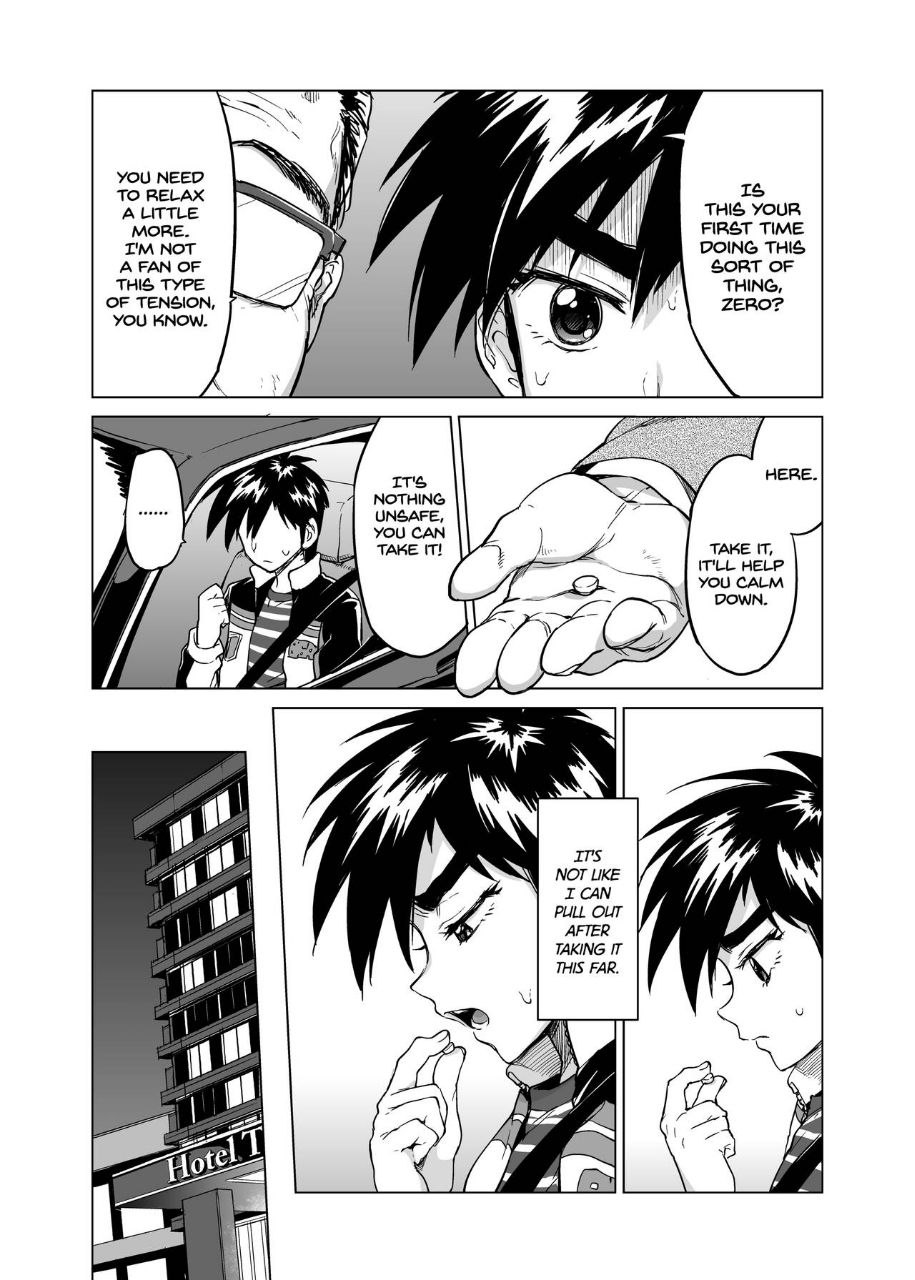 IS
THIS YOUR
FIRST TIME
DOING THIS
SORT OF
THING,
ZERO?
YOU NEED
TO RELAX
A LITTLE
MORE.
I'M NOT
A FAN OF
THIS TYPE
OF TENSION,
YOU KNOW.
HERE.
TAKE IT,
IT'LL HELP
YOU CALM
DOWN.
IT'S
NOTHING
UNSAFE,
YOU CAN
TAKE IT!
......
IT'S
NOT LIKE
I CAN
PULL OUT
AFTER
TAKING IT
THIS FAR.
Hotel T